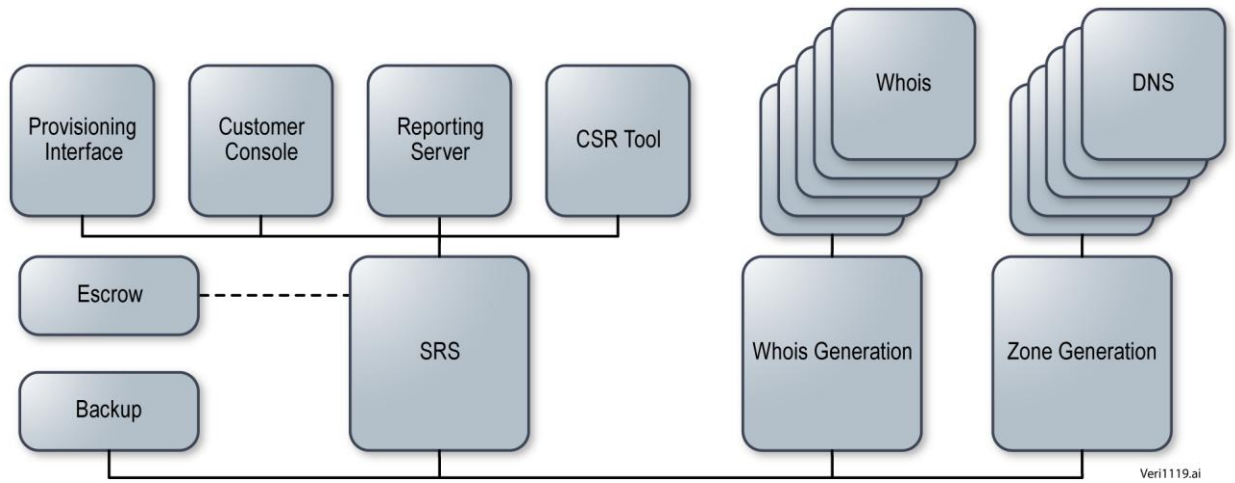 Provisioning
Interface
Customer
Console
Reporting
Server
CSR Tool
Whois
DNS
Escrow
SRS
Whois Generation
Zone Generation
Backup
Veri1119.ai